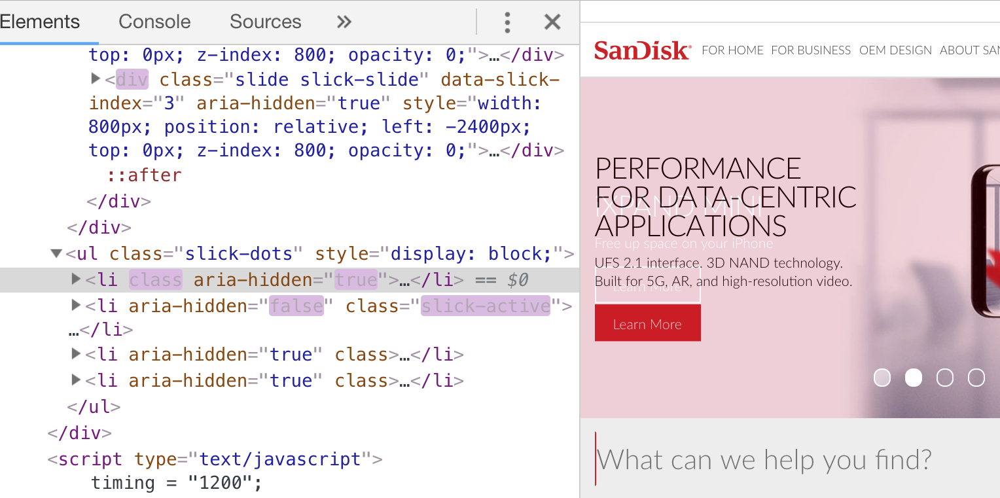 Elements Console Sources »
top: 0px; z-index: 800; opacity: 0;">…</div>
<div class="slide slick-slide" data-slick-
index="3" aria-hidden="true" style="width:
800px; position: relative; left: -2400px;
top: 0px; z-index: 800; opacity: 0;">…</div>
::after
</div>
</div>
<ul class="slick-dots" style="display: block;">
<li class aria-hidden="true">…</li> == $0
<li aria-hidden="false" class="slick-active">
…</li>
<li aria-hidden="true" class>…</li>
<li aria-hidden="true" class>…</li>
</ul>
</div>
<script type="text/javascript">
timing = "1200";
SanDisk® FOR HOME FOR BUSINESS OEM DESIGN ABOUT SAN
PERFORMANCE
FOR DATA-CENTRIC
IXPAND MINI
APPLICATIONS
Free up space on your iPhone
UFS 2.1 interface. 3D NAND technology.
Built for 5G, AR, and high-resolution video.
Learn More
Learn More
What can we help you find?